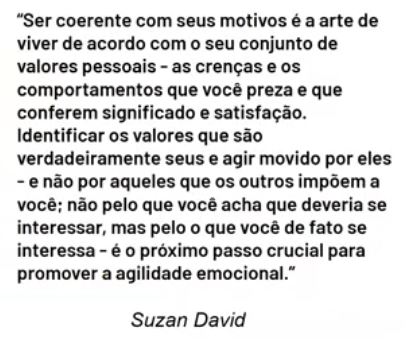 “Ser coerente com seus motivos é a arte de
viver de acordo com o seu conjunto de
valores pessoais - as crenças e os
comportamentos que você preza e que
conferem significado e satisfação.
Identificar os valores que são
verdadeiramente seus e agir movido por eles
- e não por aqueles que os outros impõem a
você; não pelo que você acha que deveria se
interessar, mas pelo o que você de fato se
interessa - é o próximo passo crucial para
promover a agilidade emocional.”
Suzan David